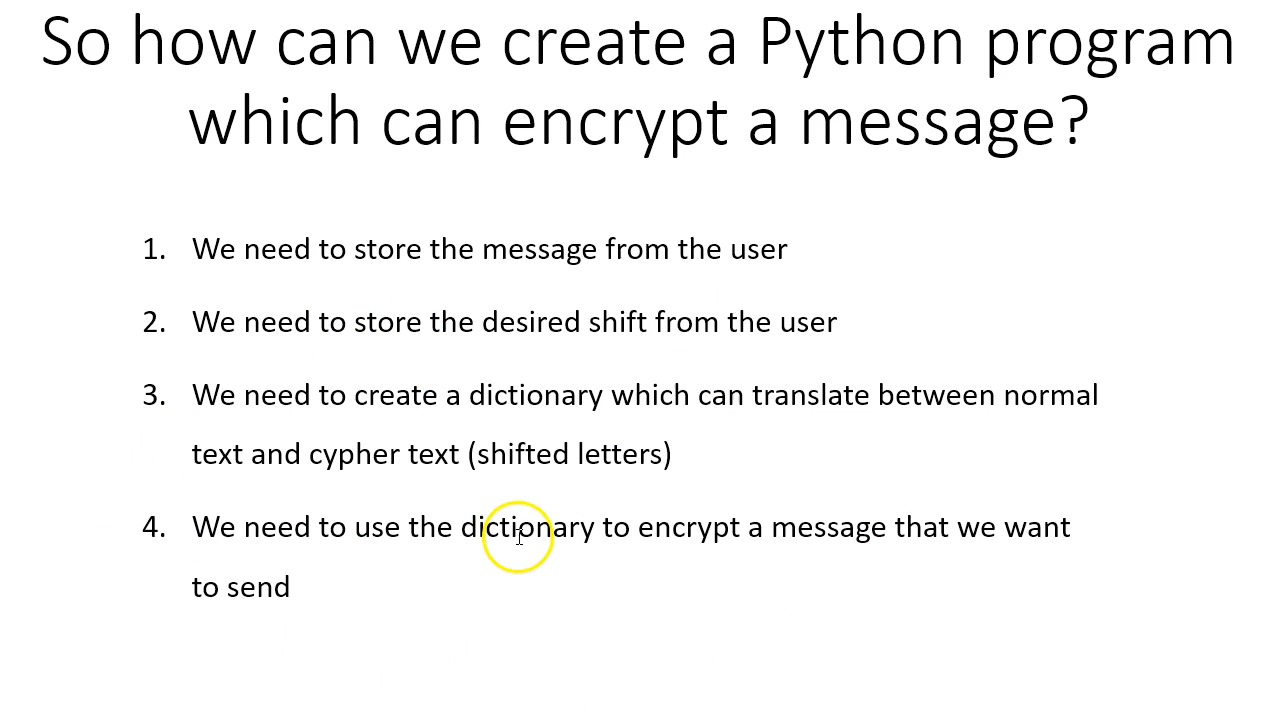 So how can we create a Python program
which can encrypt a message?
1. We need to store the message from the user
2. We need to store the desired shift from the user
3. We need to create a dictionary which can translate between normal
text and cypher text (shifted letters)
4. We need to use the dictionary to encrypt a message that we want
to send